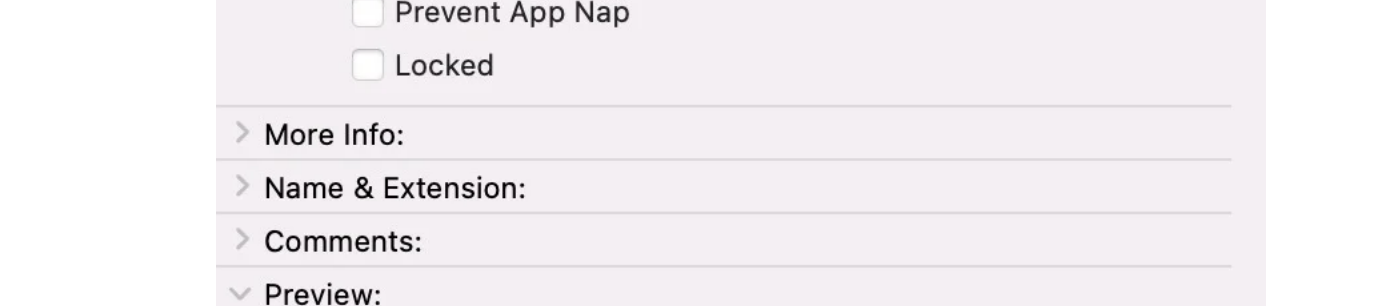 Prevent App Nap
Locked
More Info:
Name & Extension:
Comments:
Preview: